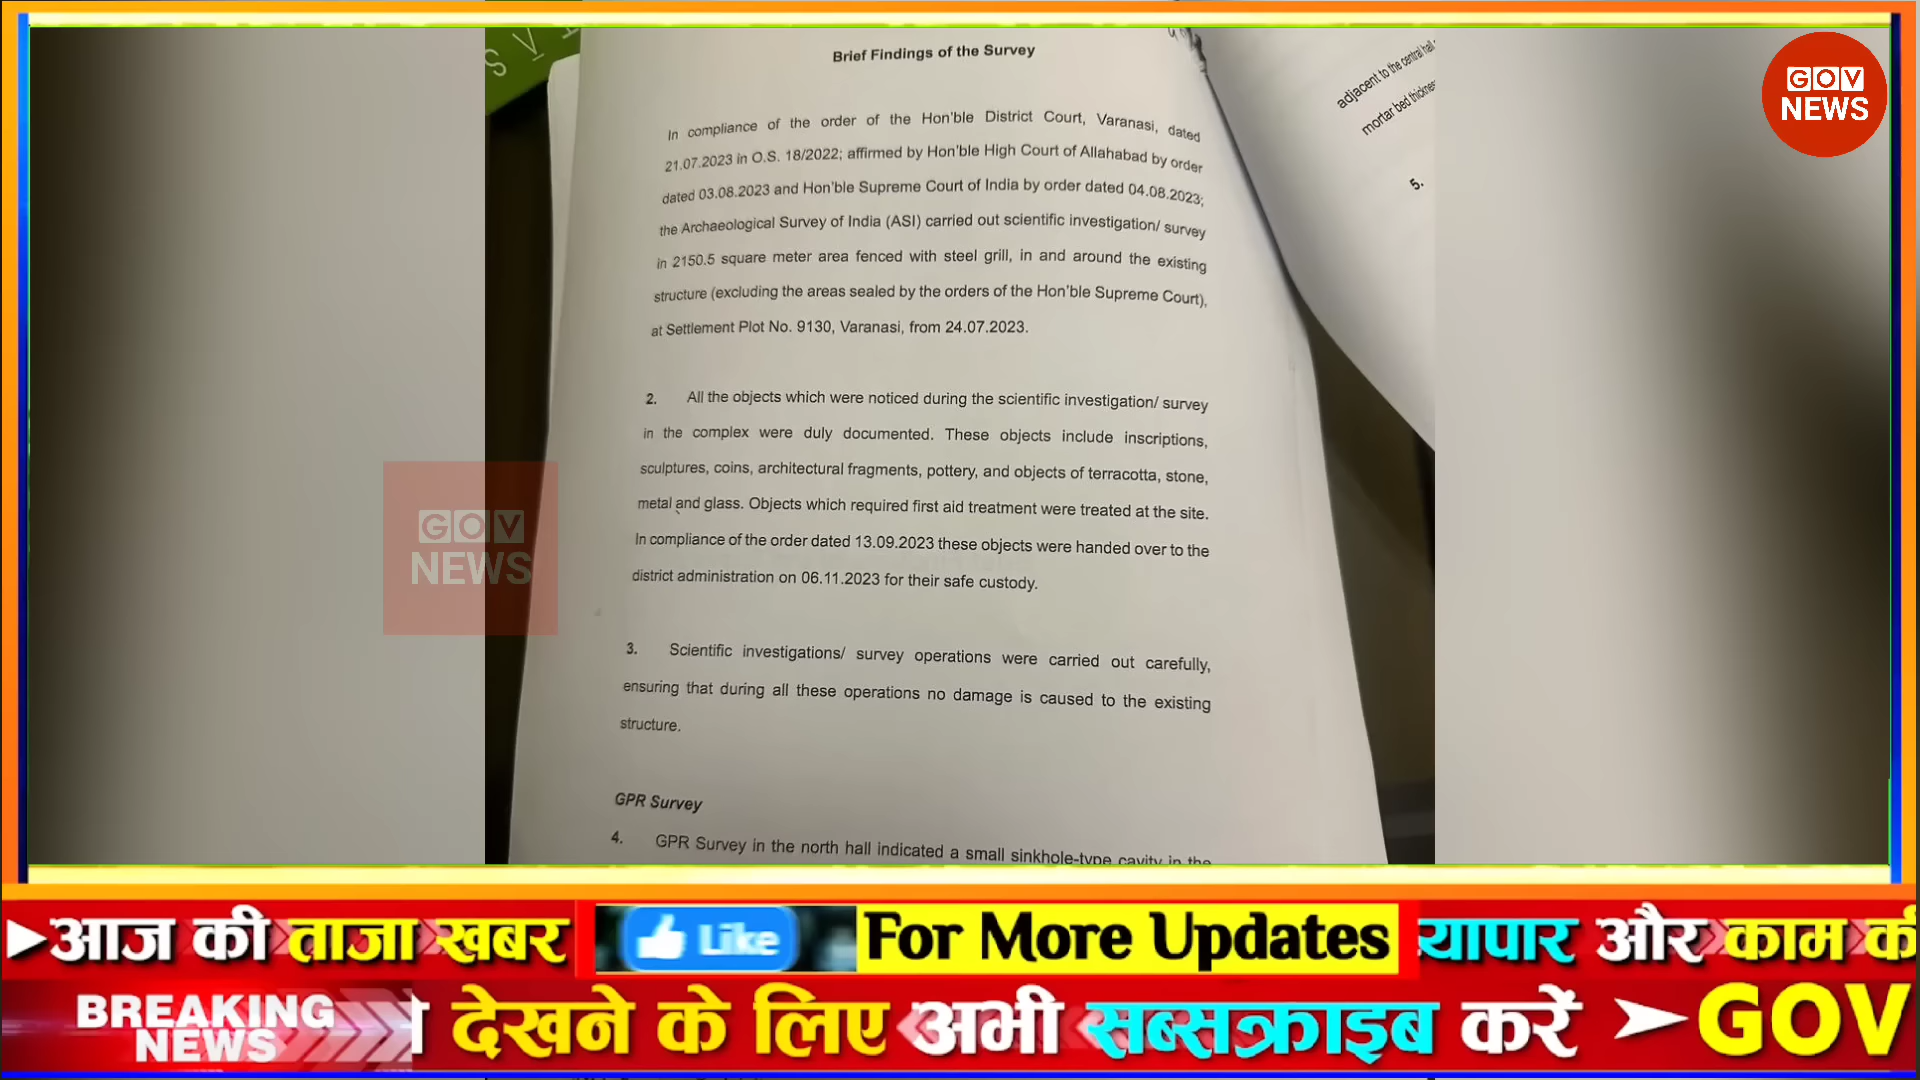 Brief Findings of the Survey
In compliance of the order of the Hon'ble District Court, Varanasi, dated
21.07.2023 in O.S. 18/2022; affirmed by Hon'ble High Court of Allahabad by order
dated 03.08.2023 and Hon'ble Supreme Court of India by order dated 04.08.2023;
the Archaeological Survey of India (ASI) carried out scientific investigation/ survey
in 2150.5 square meter area fenced with steel grill, in and around the existing
structure (excluding the areas sealed by the orders of the Hon'ble Supreme Court),
at Settlement Plot No. 9130, Varanasi, from 24.07.2023.
2. All the objects which were noticed during the scientific investigation/ survey
in the complex were duly documented. These objects include inscriptions,
sculptures, coins, architectural fragments, pottery, and objects of terracotta, stone,
metal and glass. Objects which required first aid treatment were treated at the site.
In compliance of the order dated 13.09.2023 these objects were handed over to the
district administration on 06.11.2023 for their safe custody.
3. Scientific investigations/ survey operations were carried out carefully,
ensuring that during all these operations no damage is caused to the existing
structure.
GPR Survey
4. GPR Survey in the north hall indicated a small sinkhole-type cavity in the
adjacent to the central hall
mortar bed
5.
GOV
NEWS
GOV
NEWS
आज की ताजा खबर
Like
For More Updates
व्यापार और काम की
BREAKING
NEWS
देखने के लिए अभी सब्सक्राइब करें
GOV